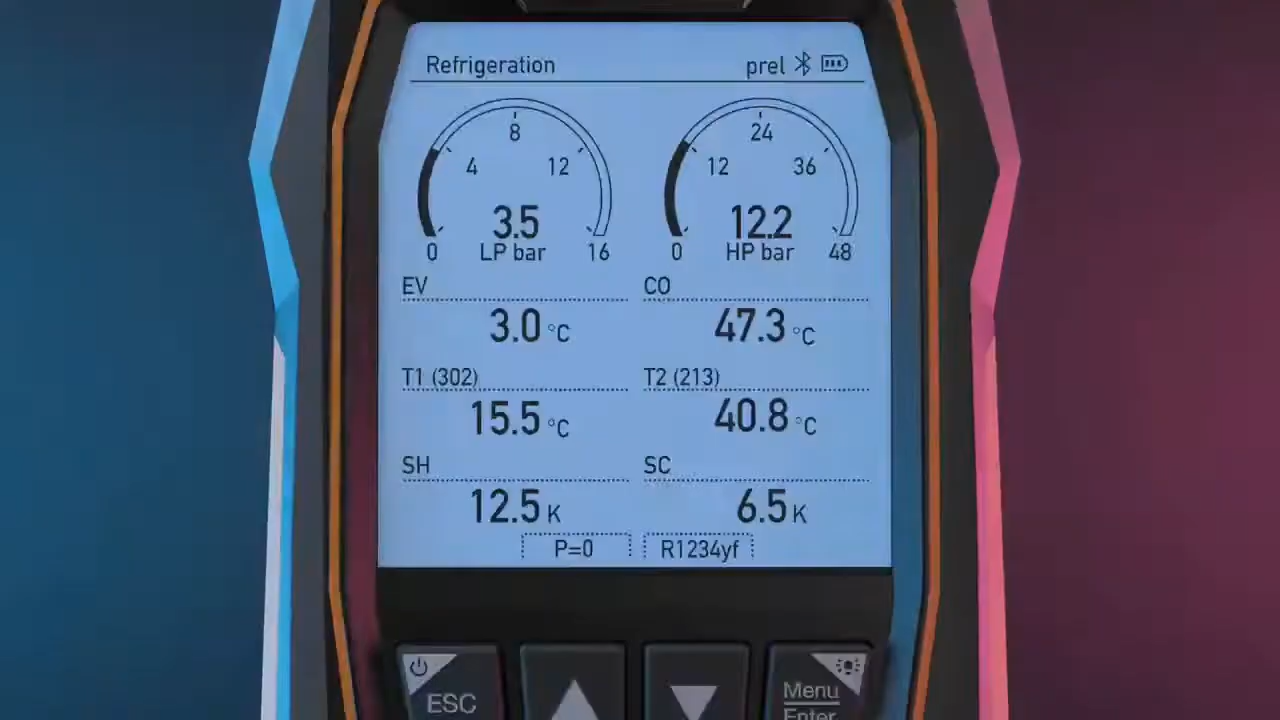 Refrigeration prel
8 24
4 12 12 36
3.5 12.2
0 LP bar 16 0 HP bar 48
EV CO
3.0 °C 47.3 °C
T1 (302) T2 (213)
15.5 °C 40.8 °C
SH SC
12.5 K 6.5 K
P=0 R1234yf
ESC Menu
Enter